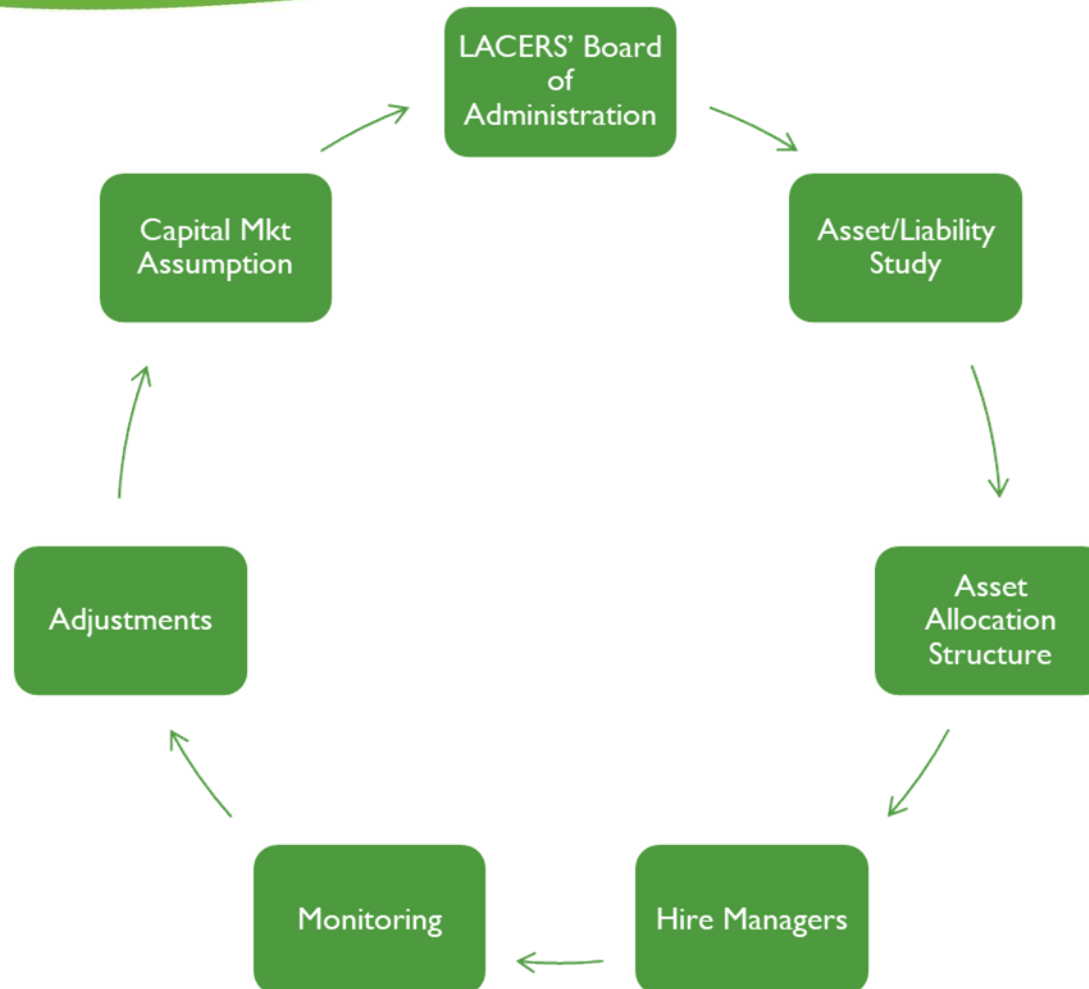 LACERS' Board
of
Administration
Asset/Liability
Study
Asset
Allocation
Structure
Hire Managers
Monitoring
Adjustments
Capital Mkt
Assumption